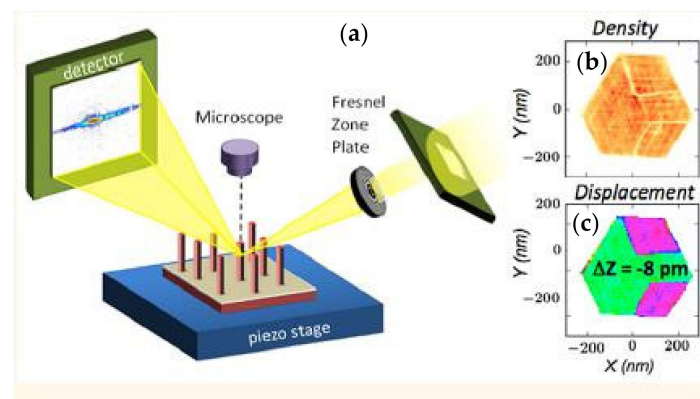 (a)
detector
Microscope
Fresnel
Zone
Plate
piezo stage
Density
(b)
Y (nm)
200
0
−200
Displacement
(c)
Y (nm)
200
0
−200
ΔZ = -8 pm
−200 0 200
X (nm)